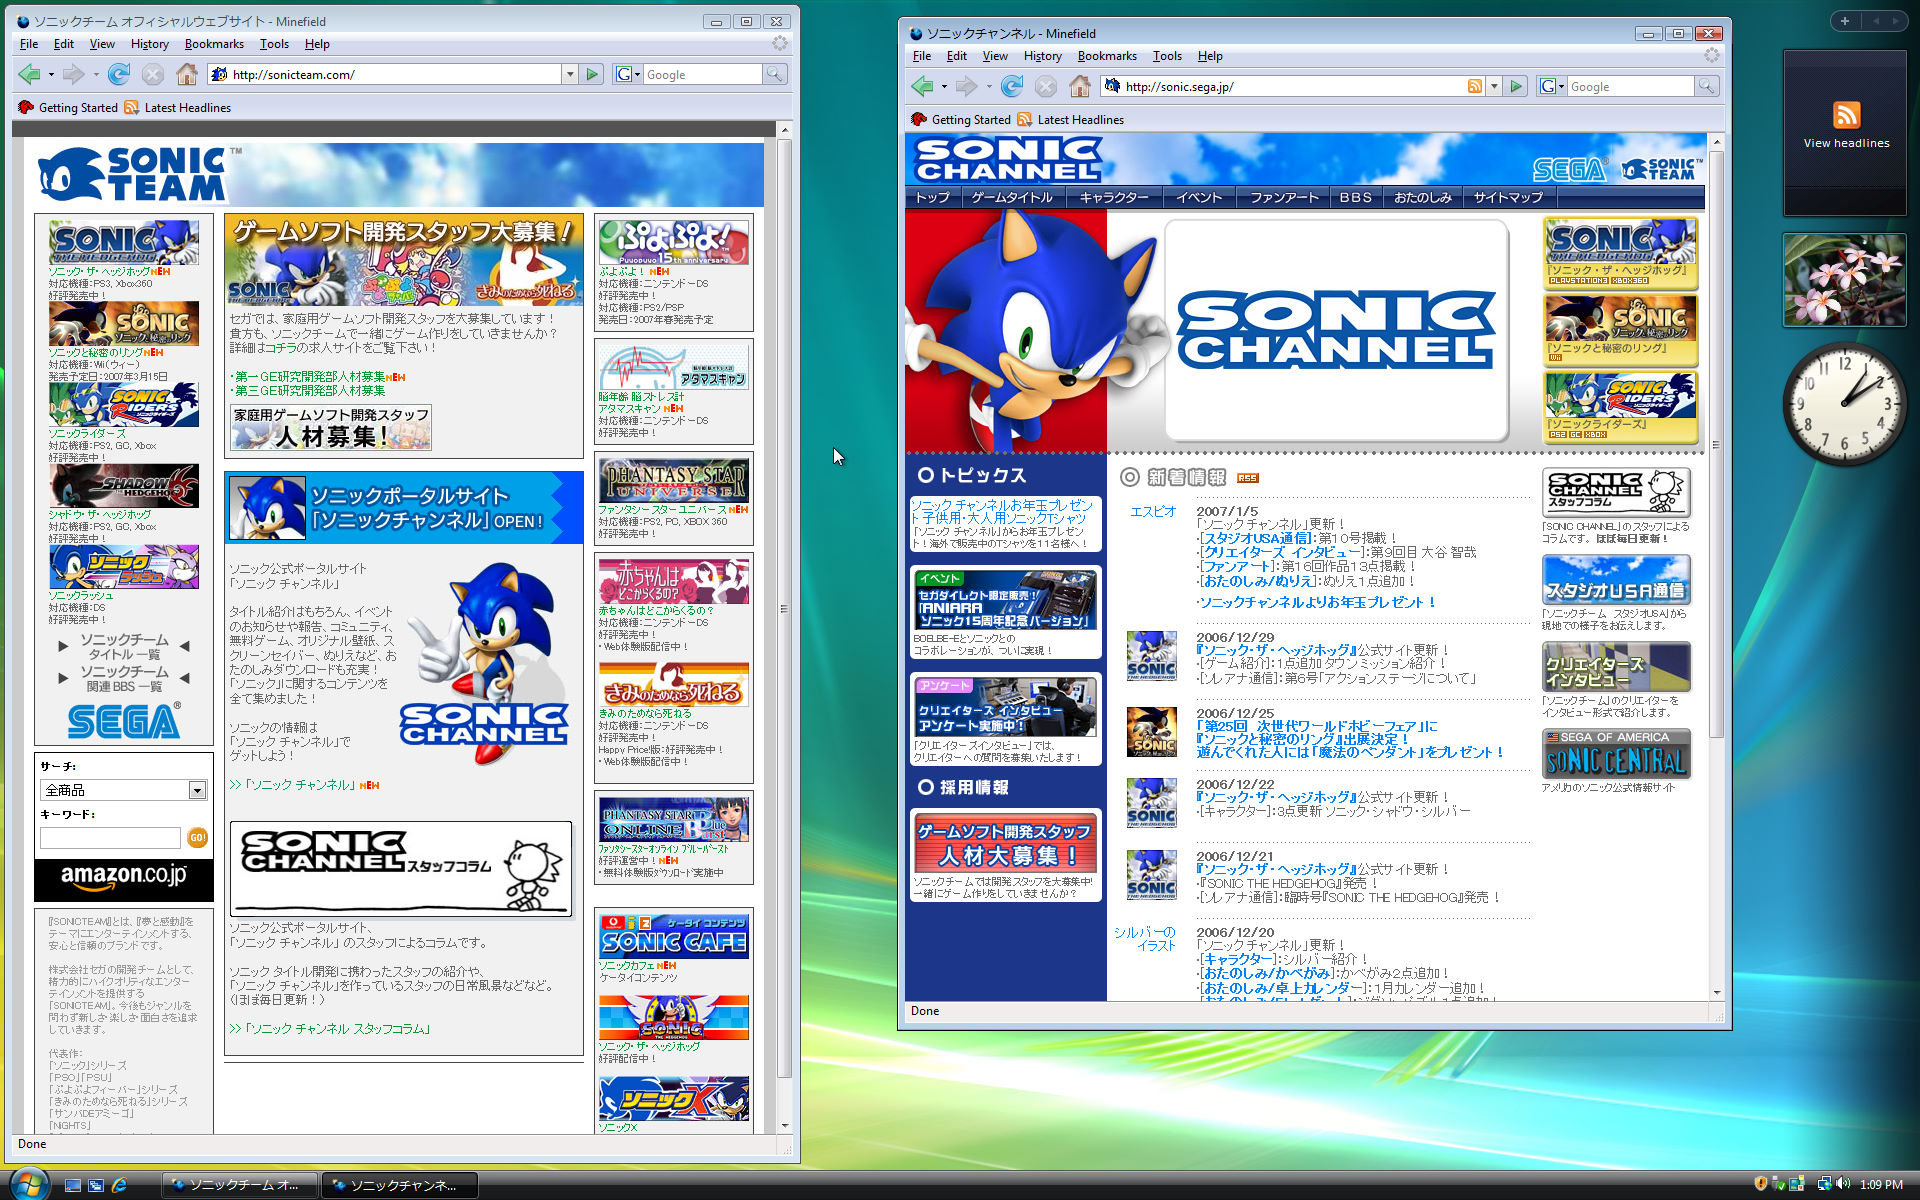 ソニックチーム オフィシャルウェブサイト - Minefield
File Edit View History Bookmarks Tools Help
http://sonicteam.com/
Google
Getting Started Latest Headlines
SONIC TEAM™
SONIC THE HEDGEHOG
ソニック・ザ・ヘッジホッグNEW
対応機種:PS3, Xbox360
好評発売中！
SONIC
ソニックと秘密のリング
ソニックと秘密のリングNEW
対応機種:Wii(ウィー)
発売予定日:2007年3月15日
SONIC RIDERS
ソニックライダーズ
対応機種:PS2, GC, Xbox
好評発売中！
SHADOW THE HEDGEHOG
シャドウ・ザ・ヘッジホッグ
対応機種:PS2, GC, Xbox
好評発売中！
ソニックラッシュ
ソニックラッシュ
対応機種:DS
好評発売中！
ソニックチーム
タイトル 一覧
ソニックチーム
関連 BBS 一覧
SEGA®
サーチ:
全商品
キーワード:
GO!
amazon.co.jp
『SONICTEAM』とは、『夢と感動』を
テーマにエンターテインメントする、
安心と信頼のブランドです。
株式会社セガの開発チームとして、
精力的にハイクオリティなエンター
テインメントを提供する
「SONICTEAM」。今後もジャンルを
問わず新しさ・楽しさ・面白さを追求
していきます。
代表作:
「ソニック」シリーズ
「PSO」「PSU」
「ぷよぷよフィーバー」シリーズ
「きみのためなら死ねる」シリーズ
「サンバDEアミーゴ」
「NiGHTS」
ゲームソフト開発スタッフ大募集！
SONIC THE HEDGEHOG
きみのためなら死ねる
セガでは、家庭用ゲームソフト開発スタッフを大募集しています！
貴方も、ソニックチームで一緒にゲーム作りをしていきませんか？
詳細はコチラの求人サイトをご覧下さい！
・第一GE研究開発部人材募集NEW
・第三GE研究開発部人材募集
家庭用ゲームソフト開発スタッフ
人材募集！
ソニックポータルサイト
「ソニックチャンネル」OPEN！
ソニック公式ポータルサイト
「ソニック チャンネル」
タイトル紹介はもちろん、イベント
のお知らせや報告、コミュニティ、
無料ゲーム、オリジナル壁紙、ス
クリーンセイバー、ぬりえなど、お
たのしみダウンロードも充実！
「ソニック」に関するコンテンツを
全て集めました！
ソニックの情報は
「ソニック チャンネル」で
ゲットしよう！
SONIC CHANNEL
>> 「ソニック チャンネル」 NEW
SONIC CHANNEL スタッフコラム
ソニック公式ポータルサイト、
「ソニック チャンネル」 のスタッフによるコラムです。
ソニック タイトル開発に携わったスタッフの紹介や、
「ソニック チャンネル」を作っているスタッフの日常風景などなど。
（ほぼ毎日更新！）
>> 「ソニック チャンネル スタッフコラム」
ぷよぷよ!
Puyopuyo 15th anniversary
ぷよぷよ！ NEW
対応機種:ニンテンドーDS
好評発売中！
対応機種:PS2/PSP
発売日:2007年春発売予定
アタマスキャン
脳年齢 脳ストレス計
アタマスキャン NEW
対応機種:ニンテンドーDS
好評発売中！
PHANTASY STAR UNIVERSE
ファンタシースターユニバース NEW
対応機種:PS2, PC, XBOX 360
好評発売中！
赤ちゃんはどこからくるの？
赤ちゃんはどこからくるの？
対応機種:ニンテンドーDS
好評発売中！
・Web体験版配信中！
きみのためなら死ねる
きみのためなら死ねる
対応機種:ニンテンドーDS
好評発売中！
Happy Price!版:好評発売中！
・Web体験版配信中！
PHANTASY STAR ONLINE Blue Burst
ファンタシースターオンライン ブルーバースト
好評運営中！NEW
・無料体験版ダウンロード実施中
ケータイ コンテンツ
SONIC CAFE
ソニックカフェ NEW
ケータイコンテンツ
SONIC THE HEDGEHOG
ソニック・ザ・ヘッジホッグ
好評配信中！
ソニックX
ソニックX
Done
ソニックチャンネル - Minefield
File Edit View History Bookmarks Tools Help
http://sonic.sega.jp/
Google
Getting Started Latest Headlines
SONIC CHANNEL
SEGA® SONIC TEAM™
トップ ゲームタイトル キャラクター イベント ファンアート BBS おたのしみ サイトマップ
SONIC CHANNEL
SONIC THE HEDGEHOG
『ソニック・ザ・ヘッジホッグ』
PLAYSTATION3 XBOX360
SONIC
ソニックと秘密のリング
『ソニックと秘密のリング』
Wii
SONIC RIDERS
ソニックライダーズ
『ソニックライダーズ』
PS2 GC XBOX
トピックス
ソニック チャンネルお年玉プレゼン
ト 子供用・大人用ソニックTシャツ
「ソニック チャンネル」からお年玉プレゼン
ト！海外で販売中のTシャツを11名様へ！
イベント
セガダイレクト限定販売！
「ANIARA
ソニック15周年記念バージョン」
BOELBE-Eとソニックとの
コラボレーションが、ついに実現！
アンケート
クリエイターズ インタビュー
アンケート実施中！
「クリエイターズインタビュー」では、
クリエイターへの質問を募集いたします！
採用情報
ゲームソフト開発スタッフ
人材大募集！
ソニックチームでは開発スタッフを大募集中!
一緒にゲーム作りをしていきませんか？
新着情報 RSS
エスピオ
2007/1/5
「ソニック チャンネル」更新！
・[スタジオUSA通信]:第10号掲載！
・[クリエイターズ インタビュー]:第9回目 大谷 智哉
・[ファンアート]:第16回作品13点掲載！
・[おたのしみ/ぬりえ]:ぬりえ1点追加！
・ソニックチャンネルよりお年玉プレゼント！
2006/12/29
『ソニック・ザ・ヘッジホッグ』公式サイト更新！
・[ゲーム紹介]:1点追加 タウンミッション紹介！
・[ソレアナ通信]:第6号「アクションステージについて」
2006/12/25
「第25回 次世代ワールドホビーフェア」に
『ソニックと秘密のリング』出展決定！
遊んでくれた人には「魔法のペンダント」をプレゼント！
2006/12/22
『ソニック・ザ・ヘッジホッグ』公式サイト更新！
・[キャラクター]:3点更新 ソニック・シャドウ・シルバー
2006/12/21
『ソニック・ザ・ヘッジホッグ』公式サイト更新！
・『SONIC THE HEDGEHOG』発売！
・[ソレアナ通信]:臨時号『SONIC THE HEDGEHOG』発売！
シルバーの
イラスト
2006/12/20
「ソニック チャンネル」更新！
・[キャラクター]:シルバー紹介！
・[おたのしみ/かべがみ]:かべがみ2点追加！
・[おたのしみ/卓上カレンダー]:1月カレンダー追加！
SONIC CHANNEL
スタッフコラム
「SONIC CHANNEL」のスタッフによる
コラムです。ほぼ毎日更新！
スタジオUSA通信
「ソニックチーム スタジオUSA」から
現地での様子をお伝えします。
クリエイターズ
インタビュー
「ソニックチーム」のクリエイターを
インタビュー形式で紹介します。
SEGA OF AMERICA
SONIC CENTRAL
アメリカのソニック公式情報サイト
Done
View headlines
12 1 2 3 4 5 6 7 8 9 10 11
ソニックチーム オ...
ソニックチャンネ...
1:09 PM